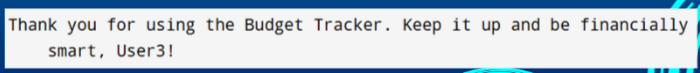 Thank you for using the Budget Tracker. Keep it up and be financially
smart, User3!